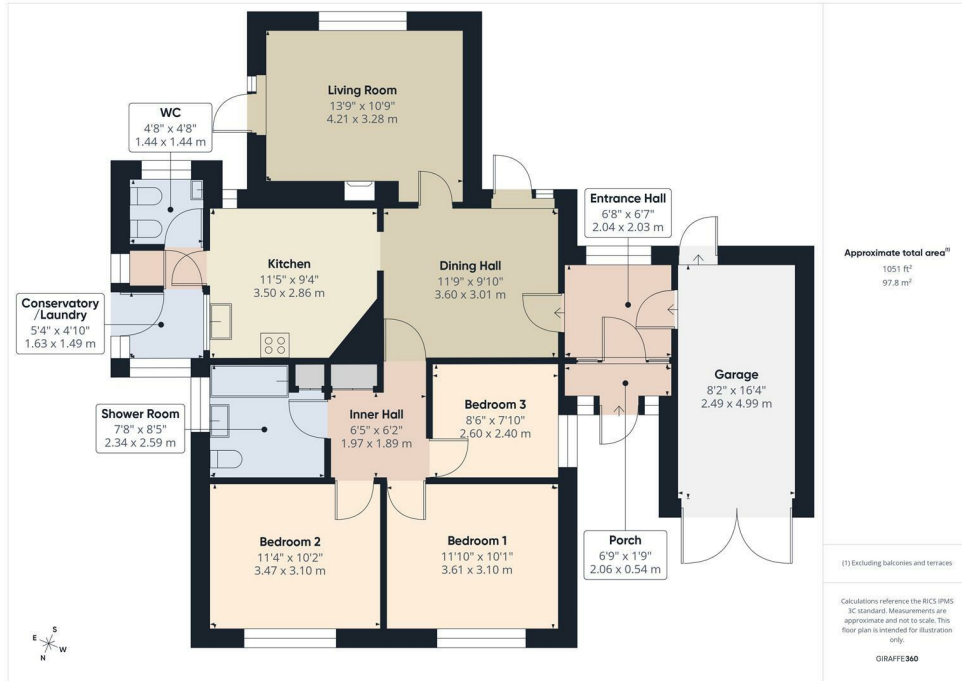 Living Room
13'9" x 10'9"
4.21 x 3.28 m
WC
4'8" x 4'8"
1.44 x 1.44 m
Entrance Hall
6'8" x 6'7"
2.04 x 2.03 m
Kitchen
11'5" x 9'4"
3.50 x 2.86 m
Dining Hall
11'9" x 9'10"
3.60 x 3.01 m
Conservatory
/Laundry
5'4" x 4'10"
1.63 x 1.49 m
Garage
8'2" x 16'4"
2.49 x 4.99 m
Shower Room
7'8" x 8'5"
2.34 x 2.59 m
Inner Hall
6'5" x 6'2"
1.97 x 1.89 m
Bedroom 3
8'6" x 7'10"
2.60 x 2.40 m
Bedroom 2
11'4" x 10'2"
3.47 x 3.10 m
Bedroom 1
11'10" x 10'1"
3.61 x 3.10 m
Porch
6'9" x 1'9"
2.06 x 0.54 m
S
E
W
N
Approximate total area(1)
1051 ft²
97.8 m²
(1) Excluding balconies and terraces
Calculations reference the RICS IPMS
3C standard. Measurements are
approximate and not to scale. This
floor plan is intended for illustration
only.
GIRAFFE360